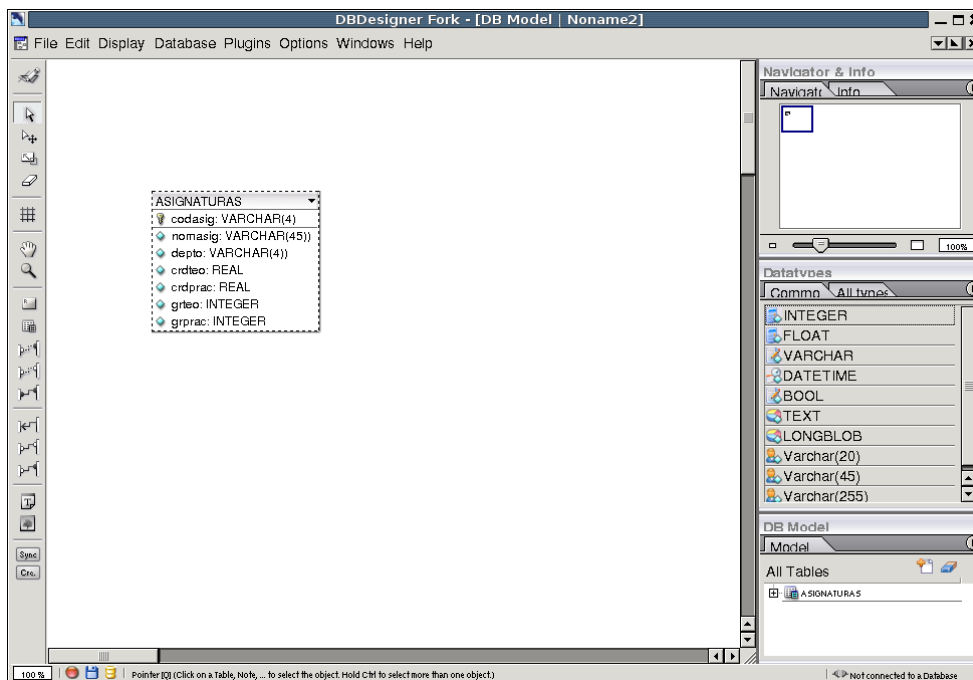 DBDesigner Fork - [DB Model | Noname2]
File Edit Display Database Plugins Options Windows Help
Navigator & Info
Navigatc Info
100%
Datatypes
Commo All types
INTEGER
FLOAT
VARCHAR
DATETIME
BOOL
TEXT
LONGBLOB
Varchar(20)
Varchar(45)
Varchar(255)
DB Model
Model
All Tables
ASIGNATURAS
ASIGNATURAS
codasig: VARCHAR(4)
nomasig: VARCHAR(45))
depto: VARCHAR(4))
crdteo: REAL
crdprac: REAL
grteo: INTEGER
grprac: INTEGER
Sync
Cre.
100 %
Pointer [Q] (Click on a Table, Note, ... to select the object. Hold Ctrl to select more than one object.)
Not connected to a Database